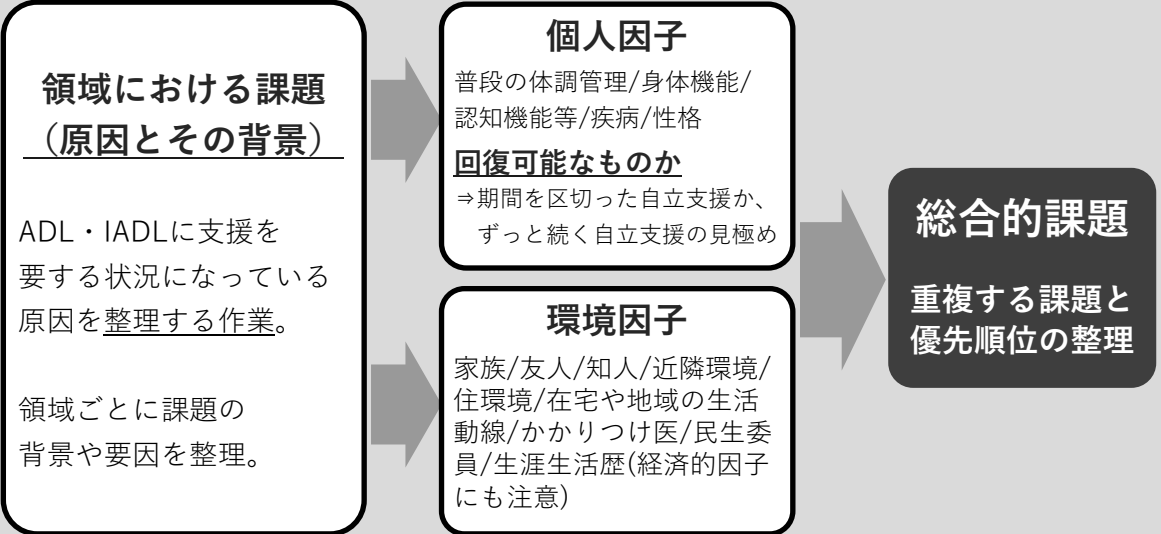 領域における課題
（原因とその背景）
ADL・IADLに支援を
要する状況になっている
原因を整理する作業。
領域ごとに課題の
背景や要因を整理。
個人因子
普段の体調管理/身体機能/
認知機能等/疾病/性格
回復可能なものか
⇒期間を区切った自立支援か、
ずっと続く自立支援の見極め
環境因子
家族/友人/知人/近隣環境/
住環境/在宅や地域の生活
動線/かかりつけ医/民生委
員/生涯生活歴(経済的因子
にも注意)
総合的課題
重複する課題と
優先順位の整理